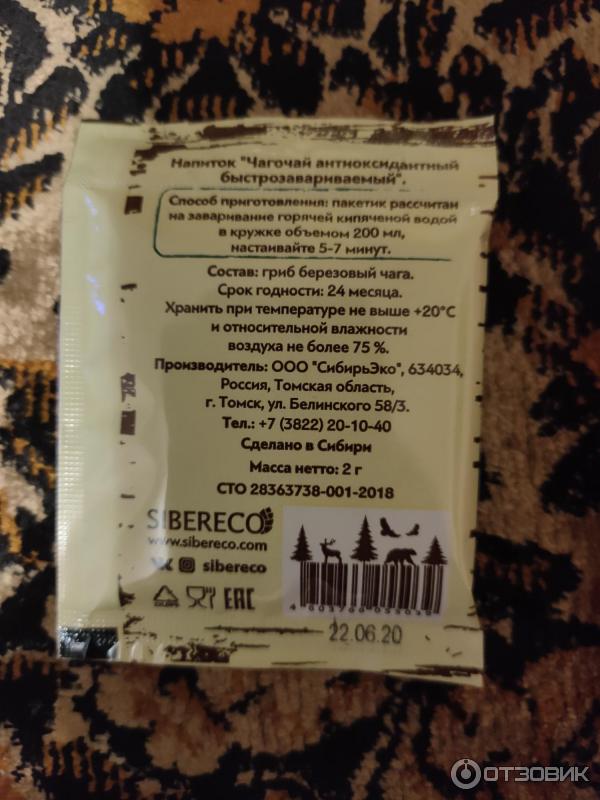 Напиток "Чагочай антиоксидантный
быстрозавариваемый".
Способ приготовления: пакетик рассчитан
на заваривание горячей кипяченой водой
в кружке объемом 200 мл,
настаивайте 5-7 минут.
Состав: гриб березовый чага.
Срок годности: 24 месяца.
Хранить при температуре не выше +20°C
и относительной влажности
воздуха не более 75 %.
Производитель: ООО "СибирьЭко", 634034,
Россия, Томская область,
г. Томск, ул. Белинского 58/3.
Тел.: +7 (3822) 20-10-40
Сделано в Сибири
Масса нетто: 2 г
СТО 28363738-001-2018
SIBERECO
www.sibereco.com
sibereco
EAC
22.06.20
ОТЗОВИК